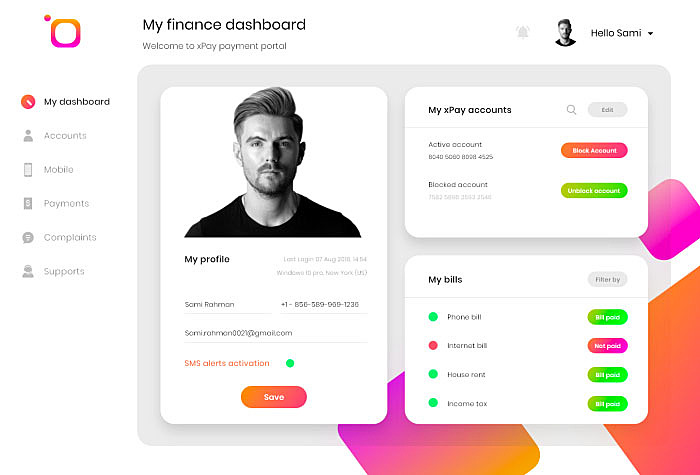 My finance dashboard
Welcome to xPay payment portal
Hello Sami
My dashboard
Accounts
Mobile
Payments
Complaints
Supports
My profile
Last Login 07 Aug 2018 14:54
Windows 10 pro, New York (US)
Sami Rahman
+1 - 856-589-969-1236
Sami.rahman0021@gmail.com
SMS alerts activation
Save
My xPay accounts
Edit
Active account
8040 5060 8008 4525
Block Account
Blocked account
7582 5898 3593 2548
Unblock account
My bills
Filter by
Phone bill
Bill paid
Internet bill
Not paid
House rent
Bill paid
Income tax
Bill paid